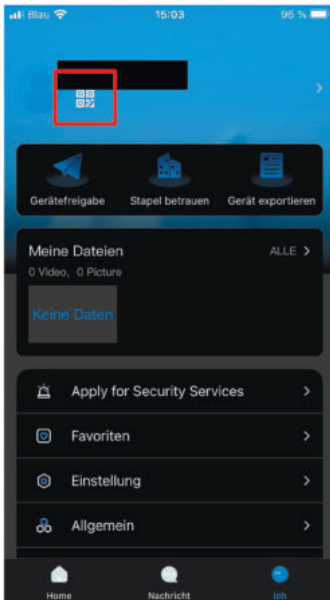 Blau 15:03 96 %
Gerätefreigabe Stapel betrauen Gerät exportieren
Meine Dateien ALLE >
0 Video, 0 Picture
Keine Daten
Apply for Security Services >
Favoriten >
Einstellung >
Allgemein >
Home Nachricht Ich